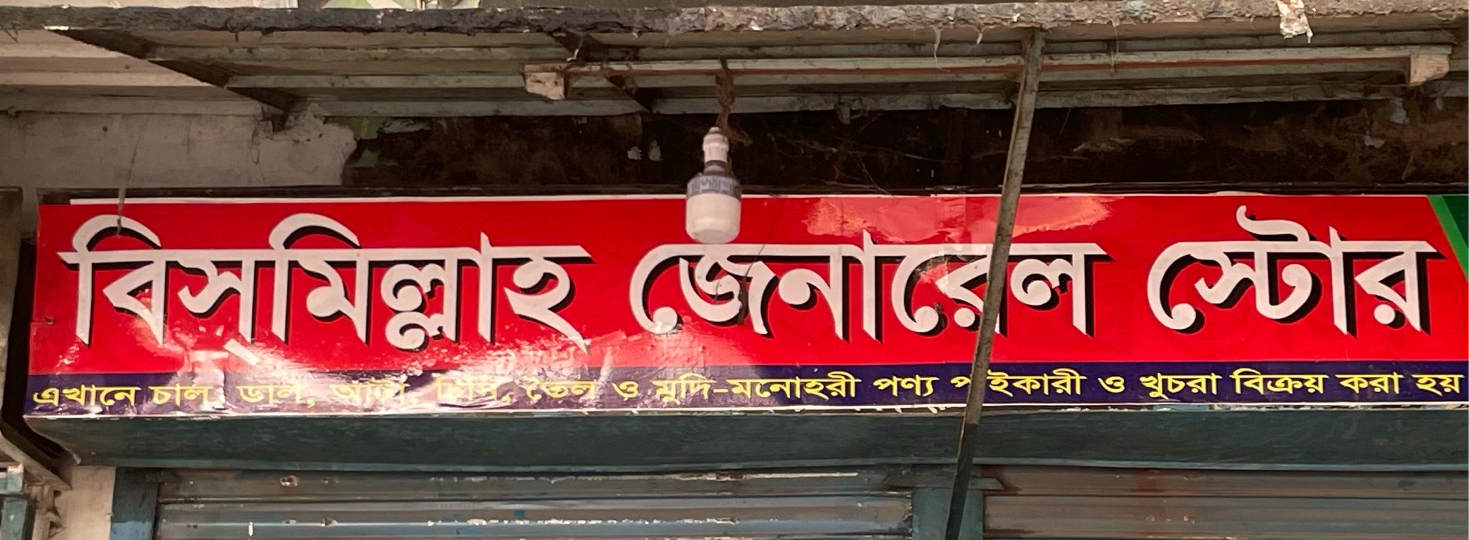 বিসমিল্লাহ জেনারেল স্টোর
এখানে চাল, ডাল, আটা, চিনি, তৈল ও মুদি-মনোহরী পণ্য পাইকারী ও খুচরা বিক্রয় করা হয়